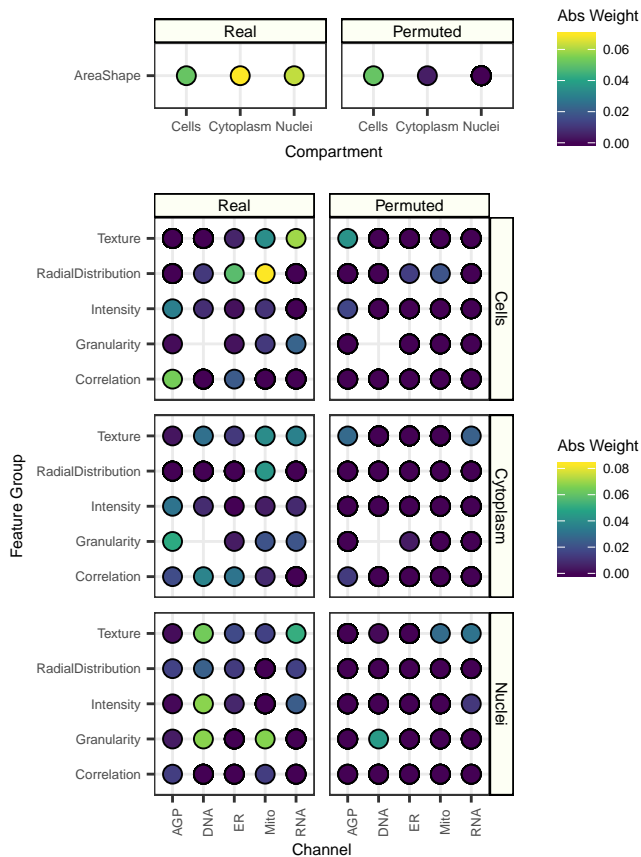 Real Permuted
AreaShape
Cells Cytoplasm Nuclei Cells Cytoplasm Nuclei
Compartment
Abs Weight
0.06
0.04
0.02
0.00
Real Permuted
Texture
RadialDistribution
Intensity
Granularity
Correlation
Cells
Texture
RadialDistribution
Intensity
Granularity
Correlation
Cytoplasm
Texture
RadialDistribution
Intensity
Granularity
Correlation
Nuclei
Feature Group
AGP DNA ER Mito RNA AGP DNA ER Mito RNA
Channel
Abs Weight
0.08
0.06
0.04
0.02
0.00